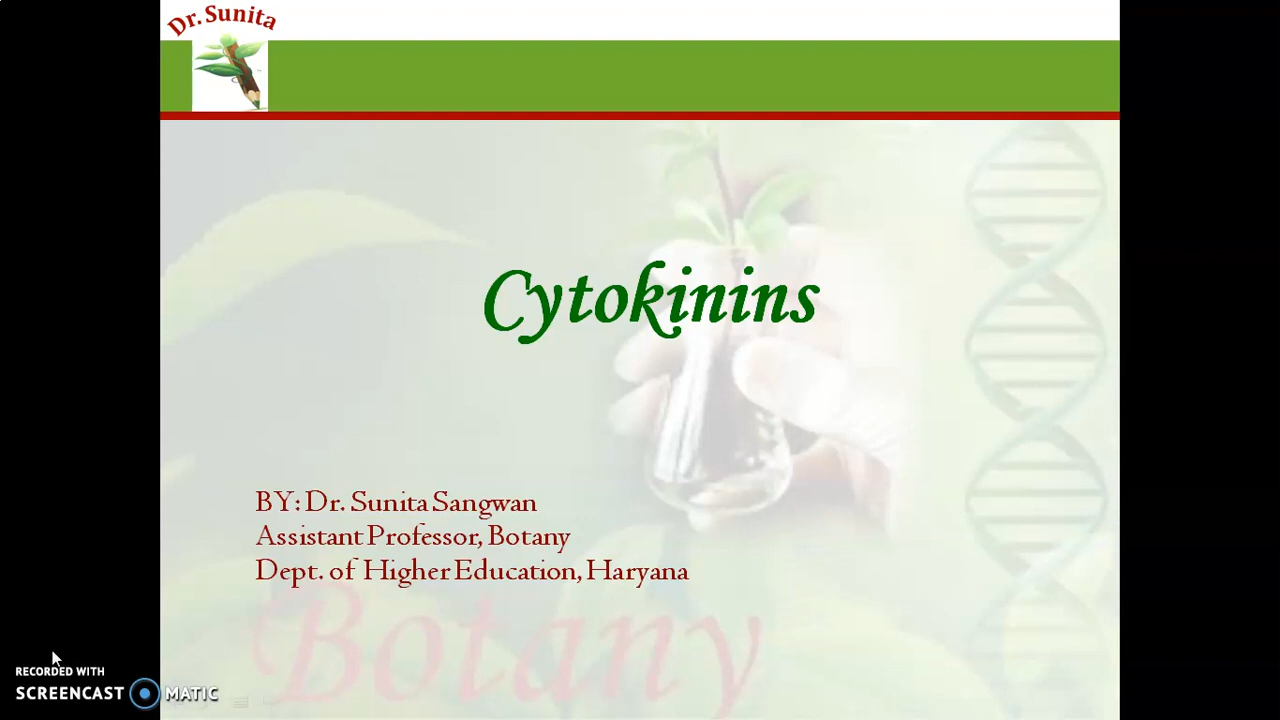 Dr. Sunita
Cytokinins
BY: Dr. Sunita Sangwan
Assistant Professor, Botany
Dept. of Higher Education, Haryana
Botany
RECORDED WITH
SCREENCAST MATIC